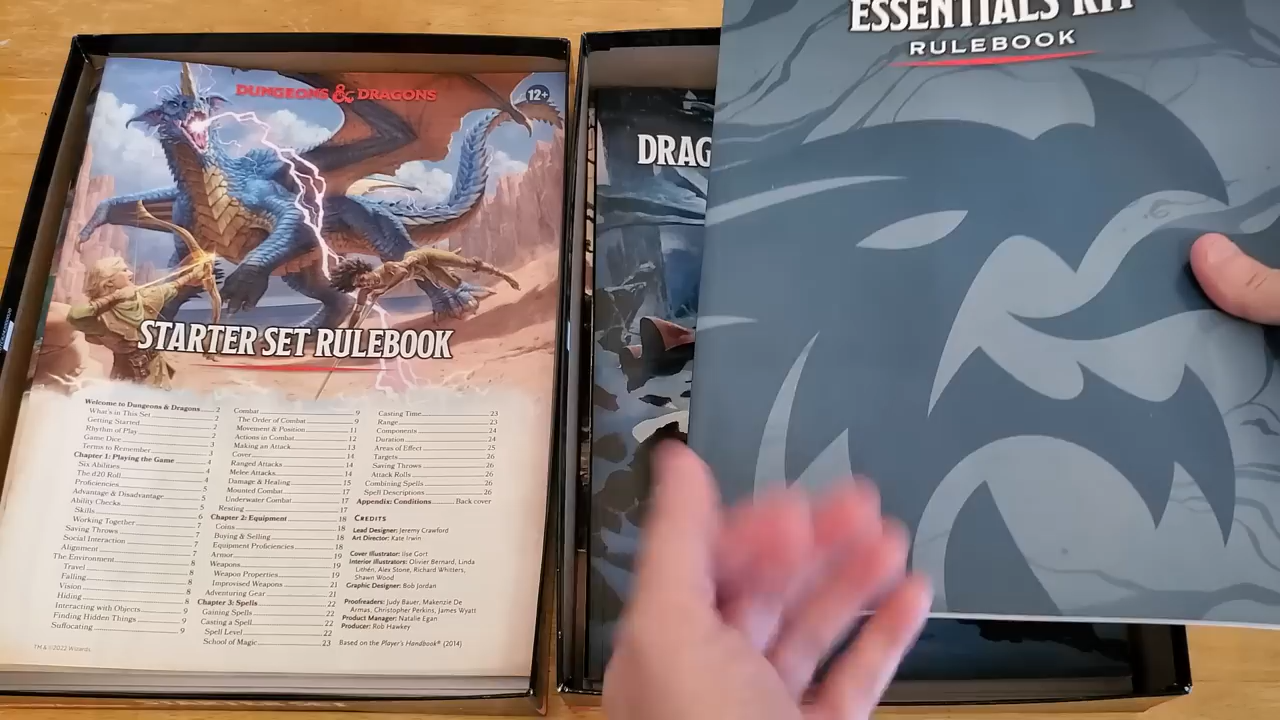 DUNGEONS & DRAGONS
12+
STARTER SET RULEBOOK
Welcome to Dungeons & Dragons 2
What's in This Set 2
Getting Started 2
Rhythm of Play 2
Game Dice 3
Terms to Remember 3
Chapter 1: Playing the Game 4
Six Abilities 4
The d20 Roll 4
Proficiencies 5
Advantage & Disadvantage 5
Ability Checks 5
Skills 6
Working Together 7
Saving Throws 7
Social Interaction 7
Alignment 7
The Environment 8
Travel 8
Falling 8
Vision 8
Hiding 8
Interacting with Objects 9
Finding Hidden Things 9
Suffocating 9
Combat 9
The Order of Combat 9
Movement & Position 11
Actions in Combat 12
Making an Attack 13
Cover 14
Ranged Attacks 14
Melee Attacks 14
Damage & Healing 15
Mounted Combat 17
Underwater Combat 17
Resting 17
Chapter 2: Equipment 18
Coins 18
Buying & Selling 18
Equipment Proficiencies 18
Armor 19
Weapons 19
Weapon Properties 19
Improvised Weapons 21
Adventuring Gear 21
Chapter 3: Spells 22
Gaining Spells 22
Casting a Spell 22
Spell Level 22
School of Magic 23
Casting Time 23
Range 23
Components 24
Duration 24
Areas of Effect 25
Targets 26
Saving Throws 26
Attack Rolls 26
Combining Spells 26
Spell Descriptions 26
Appendix: Conditions Back cover
CREDITS
Lead Designer: Jeremy Crawford
Art Director: Kate Irwin
Cover Illustrator: Ilse Gort
Interior Illustrators: Olivier Bernard, Linda
Lithén, Alex Stone, Richard Whitters,
Shawn Wood
Graphic Designer: Bob Jordan
Proofreaders: Judy Bauer, Makenzie De
Armas, Christopher Perkins, James Wyatt
Product Manager: Natalie Egan
Producer: Rob Hawkey
Based on the Player's Handbook® (2014)
TM & ©2022 Wizards
DRAG
ESSENTIALS KIT
RULEBOOK